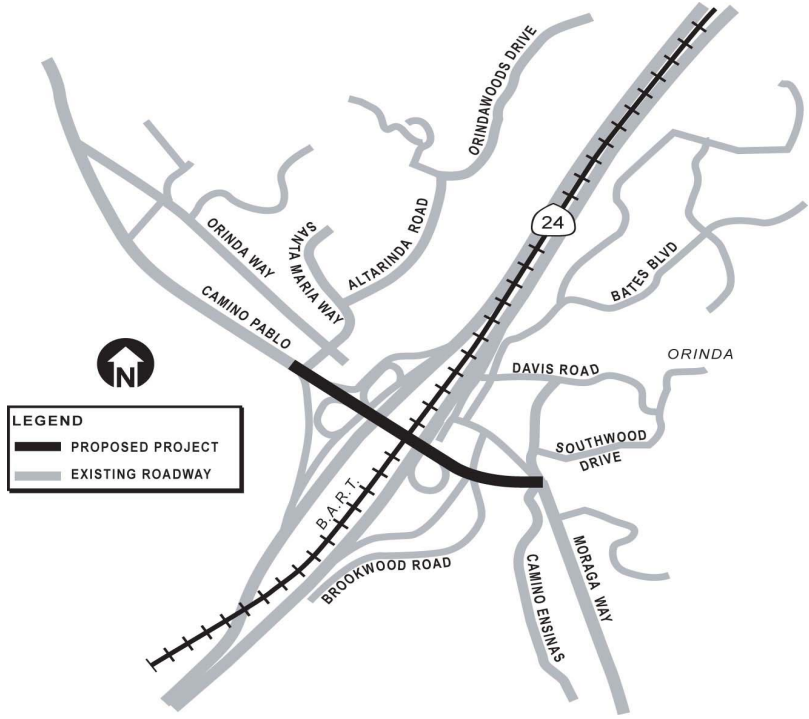 ORINDAWOODS DRIVE
24
ORINDA WAY
SANTA MARIA WAY
ALTARINDA ROAD
BATES BLVD
CAMINO PABLO
ORINDA
DAVIS ROAD
N
LEGEND
PROPOSED PROJECT
EXISTING ROADWAY
SOUTHWOOD
DRIVE
B.A.R.T.
BROOKWOOD ROAD
CAMINO ENSINAS
MORAGA WAY